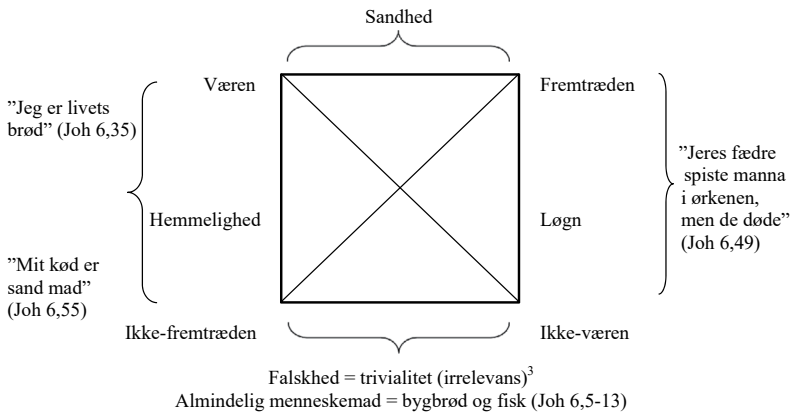 Sandhed
Væren
Fremtræden
”Jeg er livets
brød” (Joh 6,35)
”Jeres fædre
spiste manna
i ørkenen,
men de døde”
(Joh 6,49)
Hemmelighed
Løgn
”Mit kød er
sand mad”
(Joh 6,55)
Ikke-fremtræden
Ikke-væren
Falskhed = trivialitet (irrelevans)3
Almindelig menneskemad = bygbrød og fisk (Joh 6,5-13)